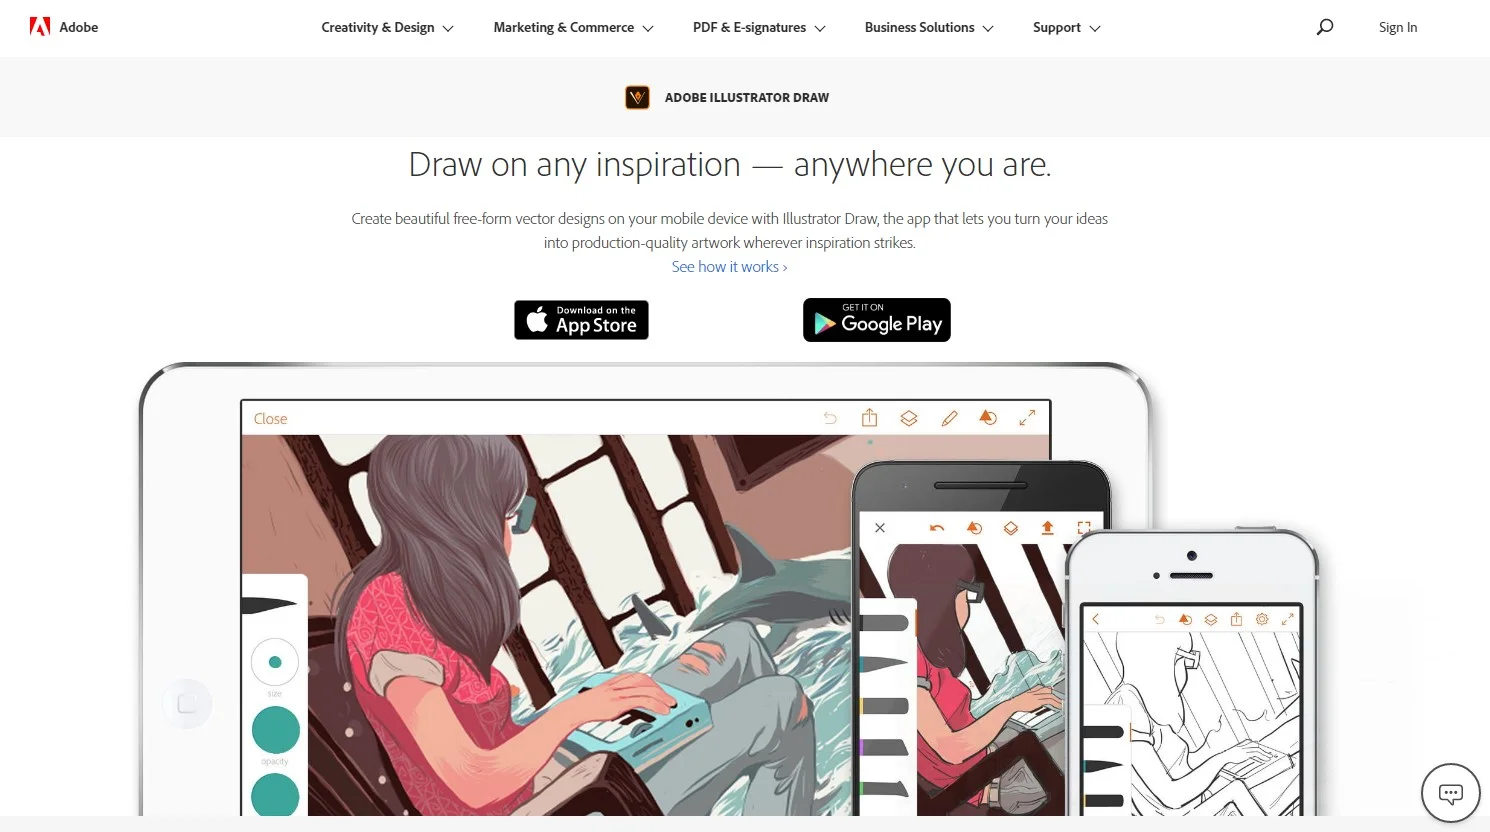 Adobe
Creativity & Design
Marketing & Commerce
PDF & E-signatures
Business Solutions
Support
Sign In
ADOBE ILLUSTRATOR DRAW
Draw on any inspiration — anywhere you are.
Create beautiful free-form vector designs on your mobile device with Illustrator Draw, the app that lets you turn your ideas
into production-quality artwork wherever inspiration strikes.
See how it works ›
Download on the
App Store
GET IT ON
Google Play
Close
size
opacity